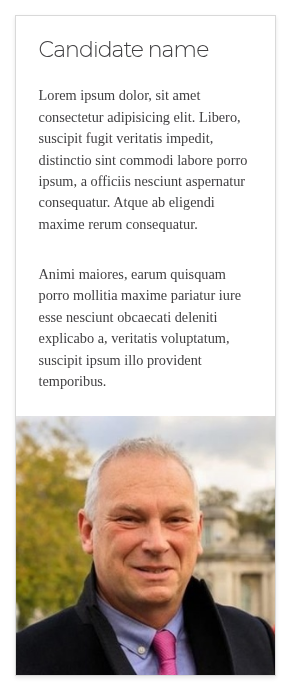 Candidate name
Lorem ipsum dolor, sit amet
consectetur adipisicing elit. Libero,
suscipit fugit veritatis impedit,
distinctio sint commodi labore porro
ipsum, a officiis nesciunt aspernatur
consequatur. Atque ab eligendi
maxime rerum consequatur.
Animi maiores, earum quisquam
porro mollitia maxime pariatur iure
esse nesciunt obcaecati deleniti
explicabo a, veritatis voluptatum,
suscipit ipsum illo provident
temporibus.